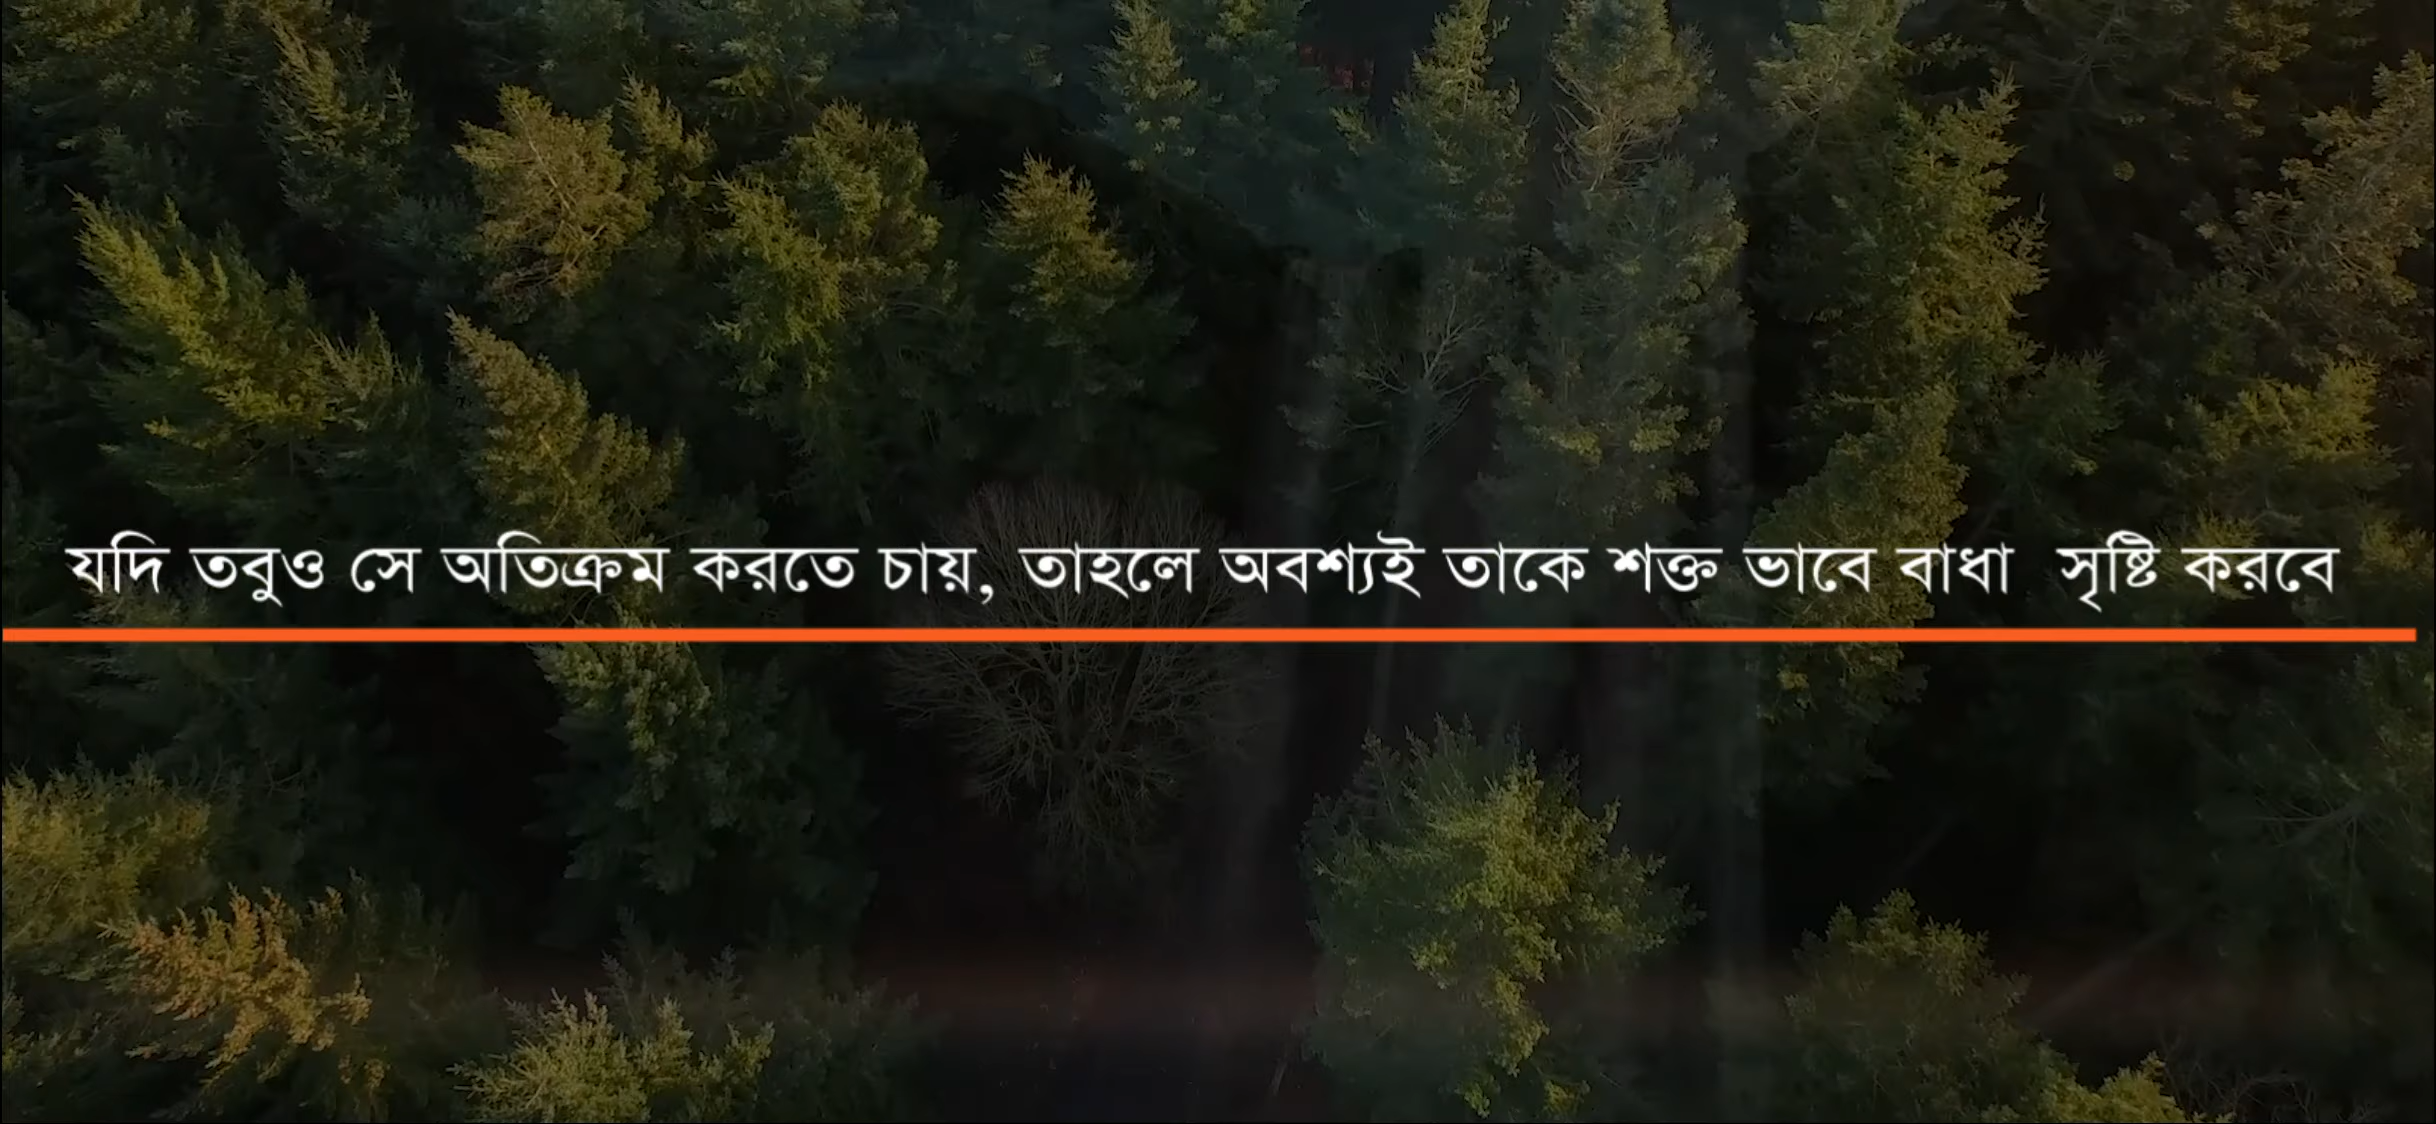 যদি তবুও সে অতিক্রম করতে চায়, তাহলে অবশ্যই তাকে শক্ত ভাবে বাধা সৃষ্টি করবে